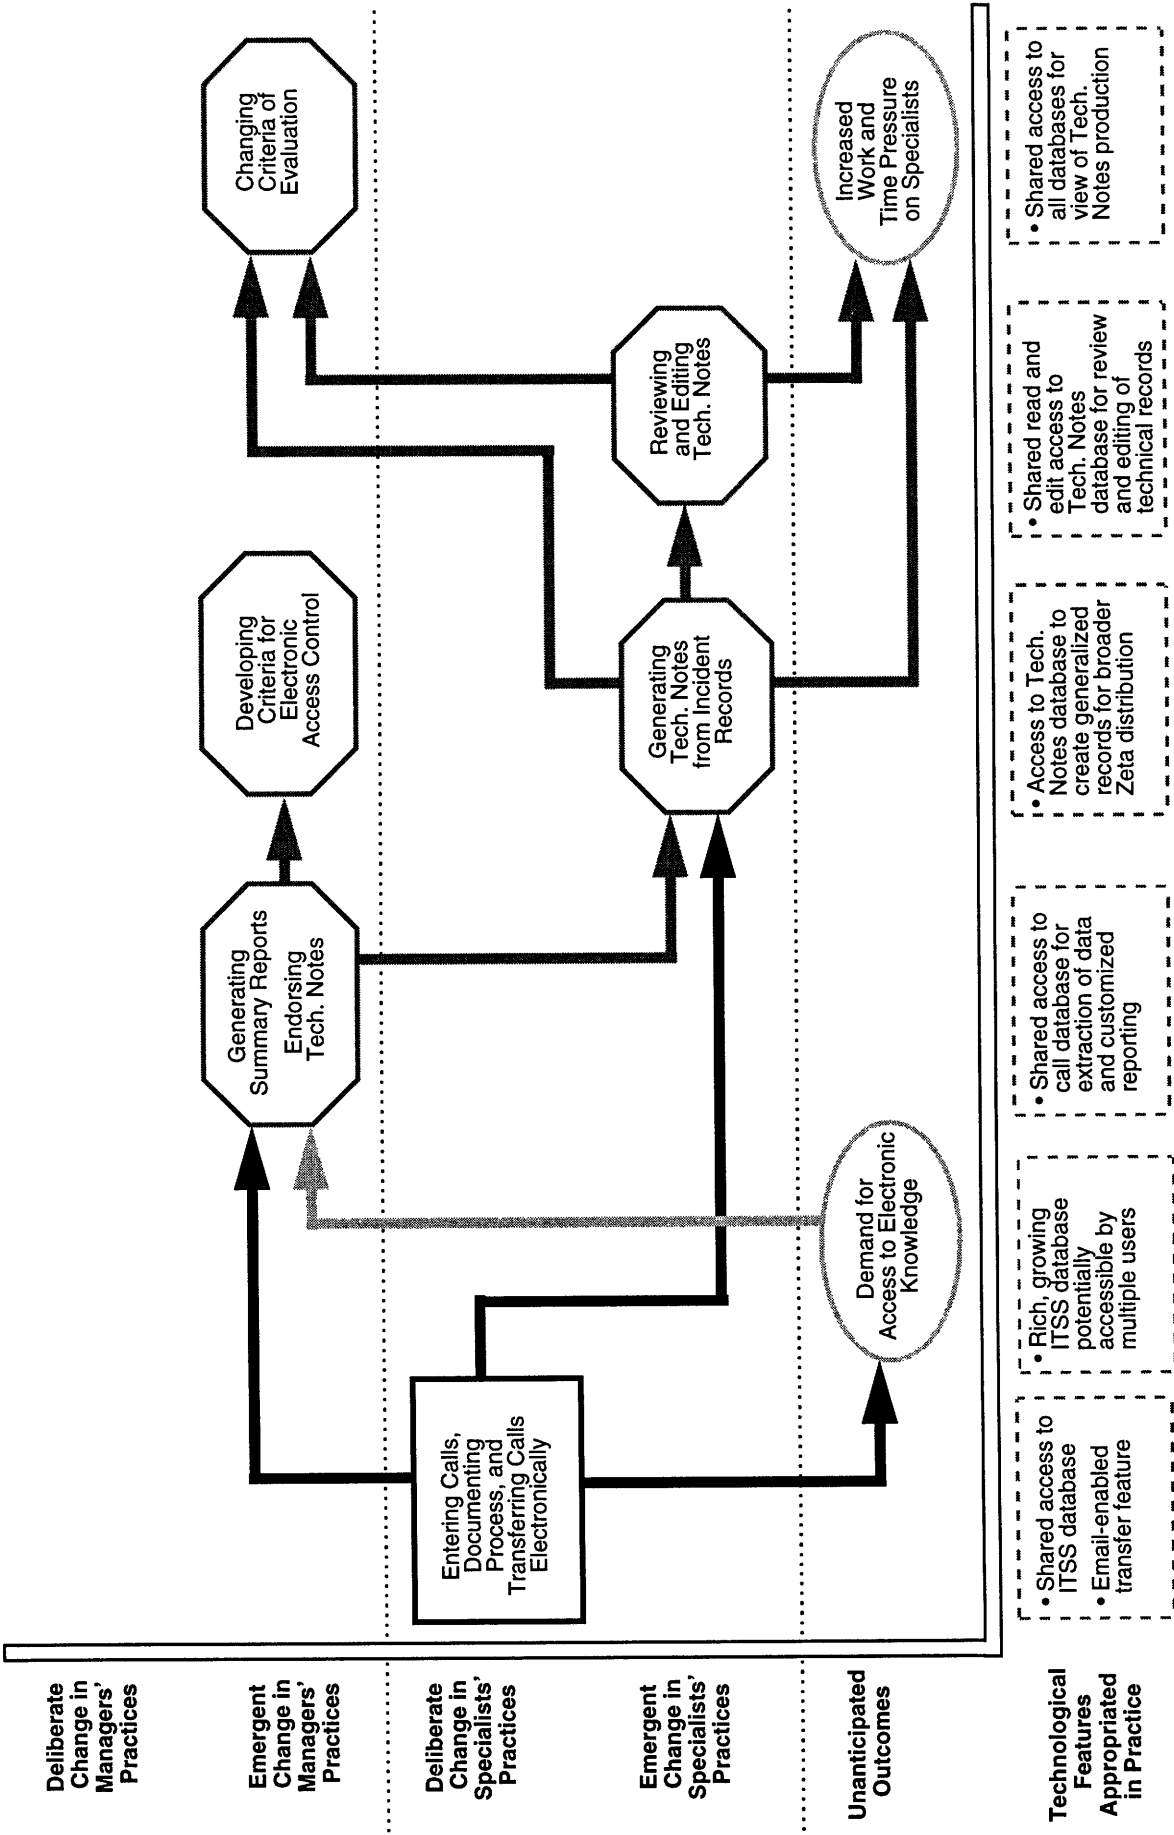 Deliberate
Change in
Managers'
Practices
Emergent
Change in
Managers'
Practices
Generating
Summary Reports
Endorsing
Tech. Notes
Developing
Criteria for
Electronic
Access Control
Changing
Criteria of
Evaluation
Deliberate
Change in
Specialists'
Practices
Entering Calls,
Documenting
Process, and
Transferring Calls
Electronically
Emergent
Change in
Specialists'
Practices
Generating
Tech. Notes
from Incident
Records
Reviewing
and Editing
Tech. Notes
Unanticipated
Outcomes
Demand for
Access to Electronic
Knowledge
Increased
Work and
Time Pressure
on Specialists
Technological
Features
Appropriated
in Practice
• Shared access to
ITSS database
• Email-enabled
transfer feature
• Rich, growing
ITSS database
potentially
accessible by
multiple users
• Shared access to
call database for
extraction of data
and customized
reporting
• Access to Tech.
Notes database to
create generalized
records for broader
Zeta distribution
• Shared read and
edit access to
Tech. Notes
database for review
and editing of
technical records
• Shared access to
all databases for
view of Tech.
Notes production